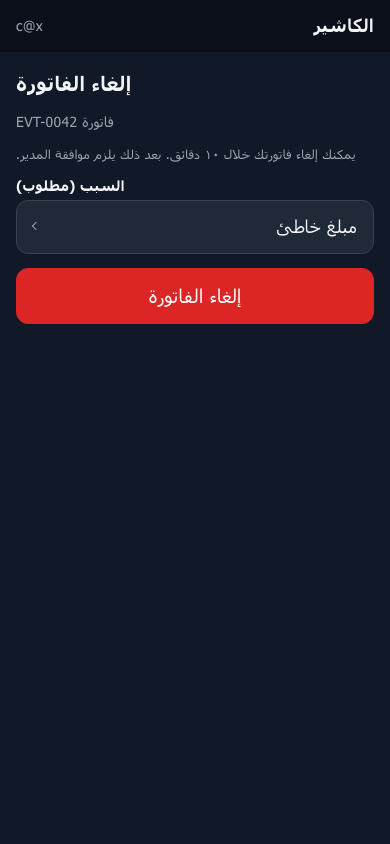 الكاشير
c@x
إلغاء الفاتورة
فاتورة EVT-0042
يمكنك إلغاء فاتورتك خلال ١٠ دقائق. بعد ذلك يلزم موافقة المدير.
السبب (مطلوب)
مبلغ خاطئ
إلغاء الفاتورة